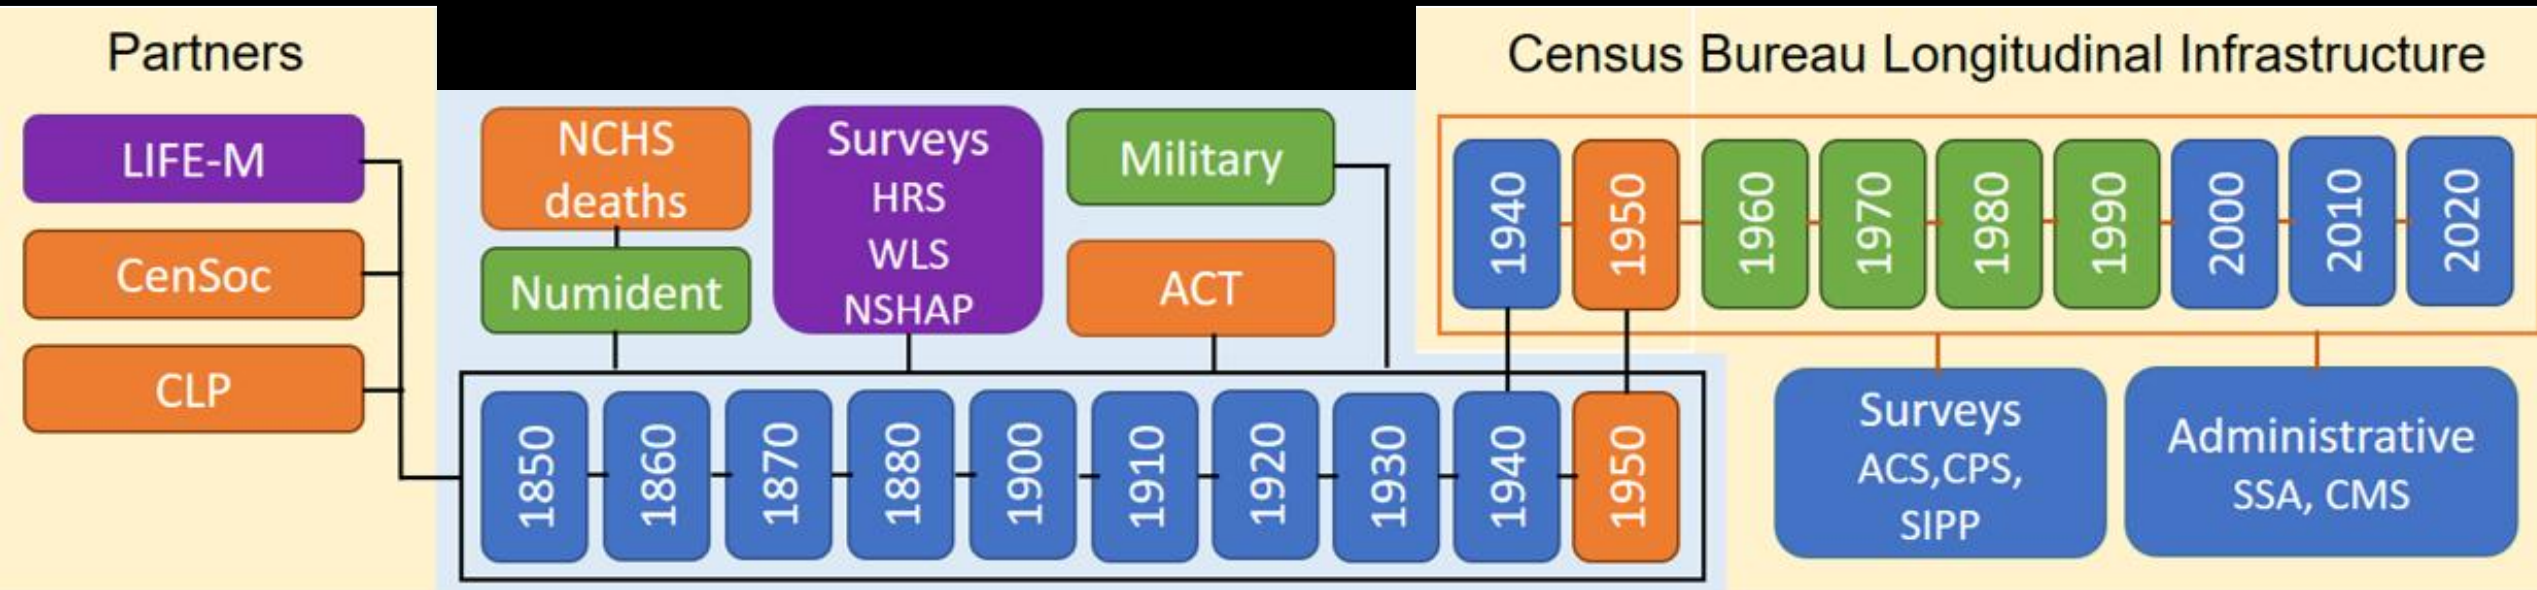 Partners
LIFE-M
CenSoc
CLP
NCHS
deaths
Numident
Surveys
HRS
WLS
NSHAP
Military
ACT
1850
1860
1870
1880
1900
1910
1920
1930
1940
1950
Census Bureau Longitudinal Infrastructure
1940
1950
1960
1970
1980
1990
2000
2010
2020
Surveys
ACS,CPS,
SIPP
Administrative
SSA, CMS